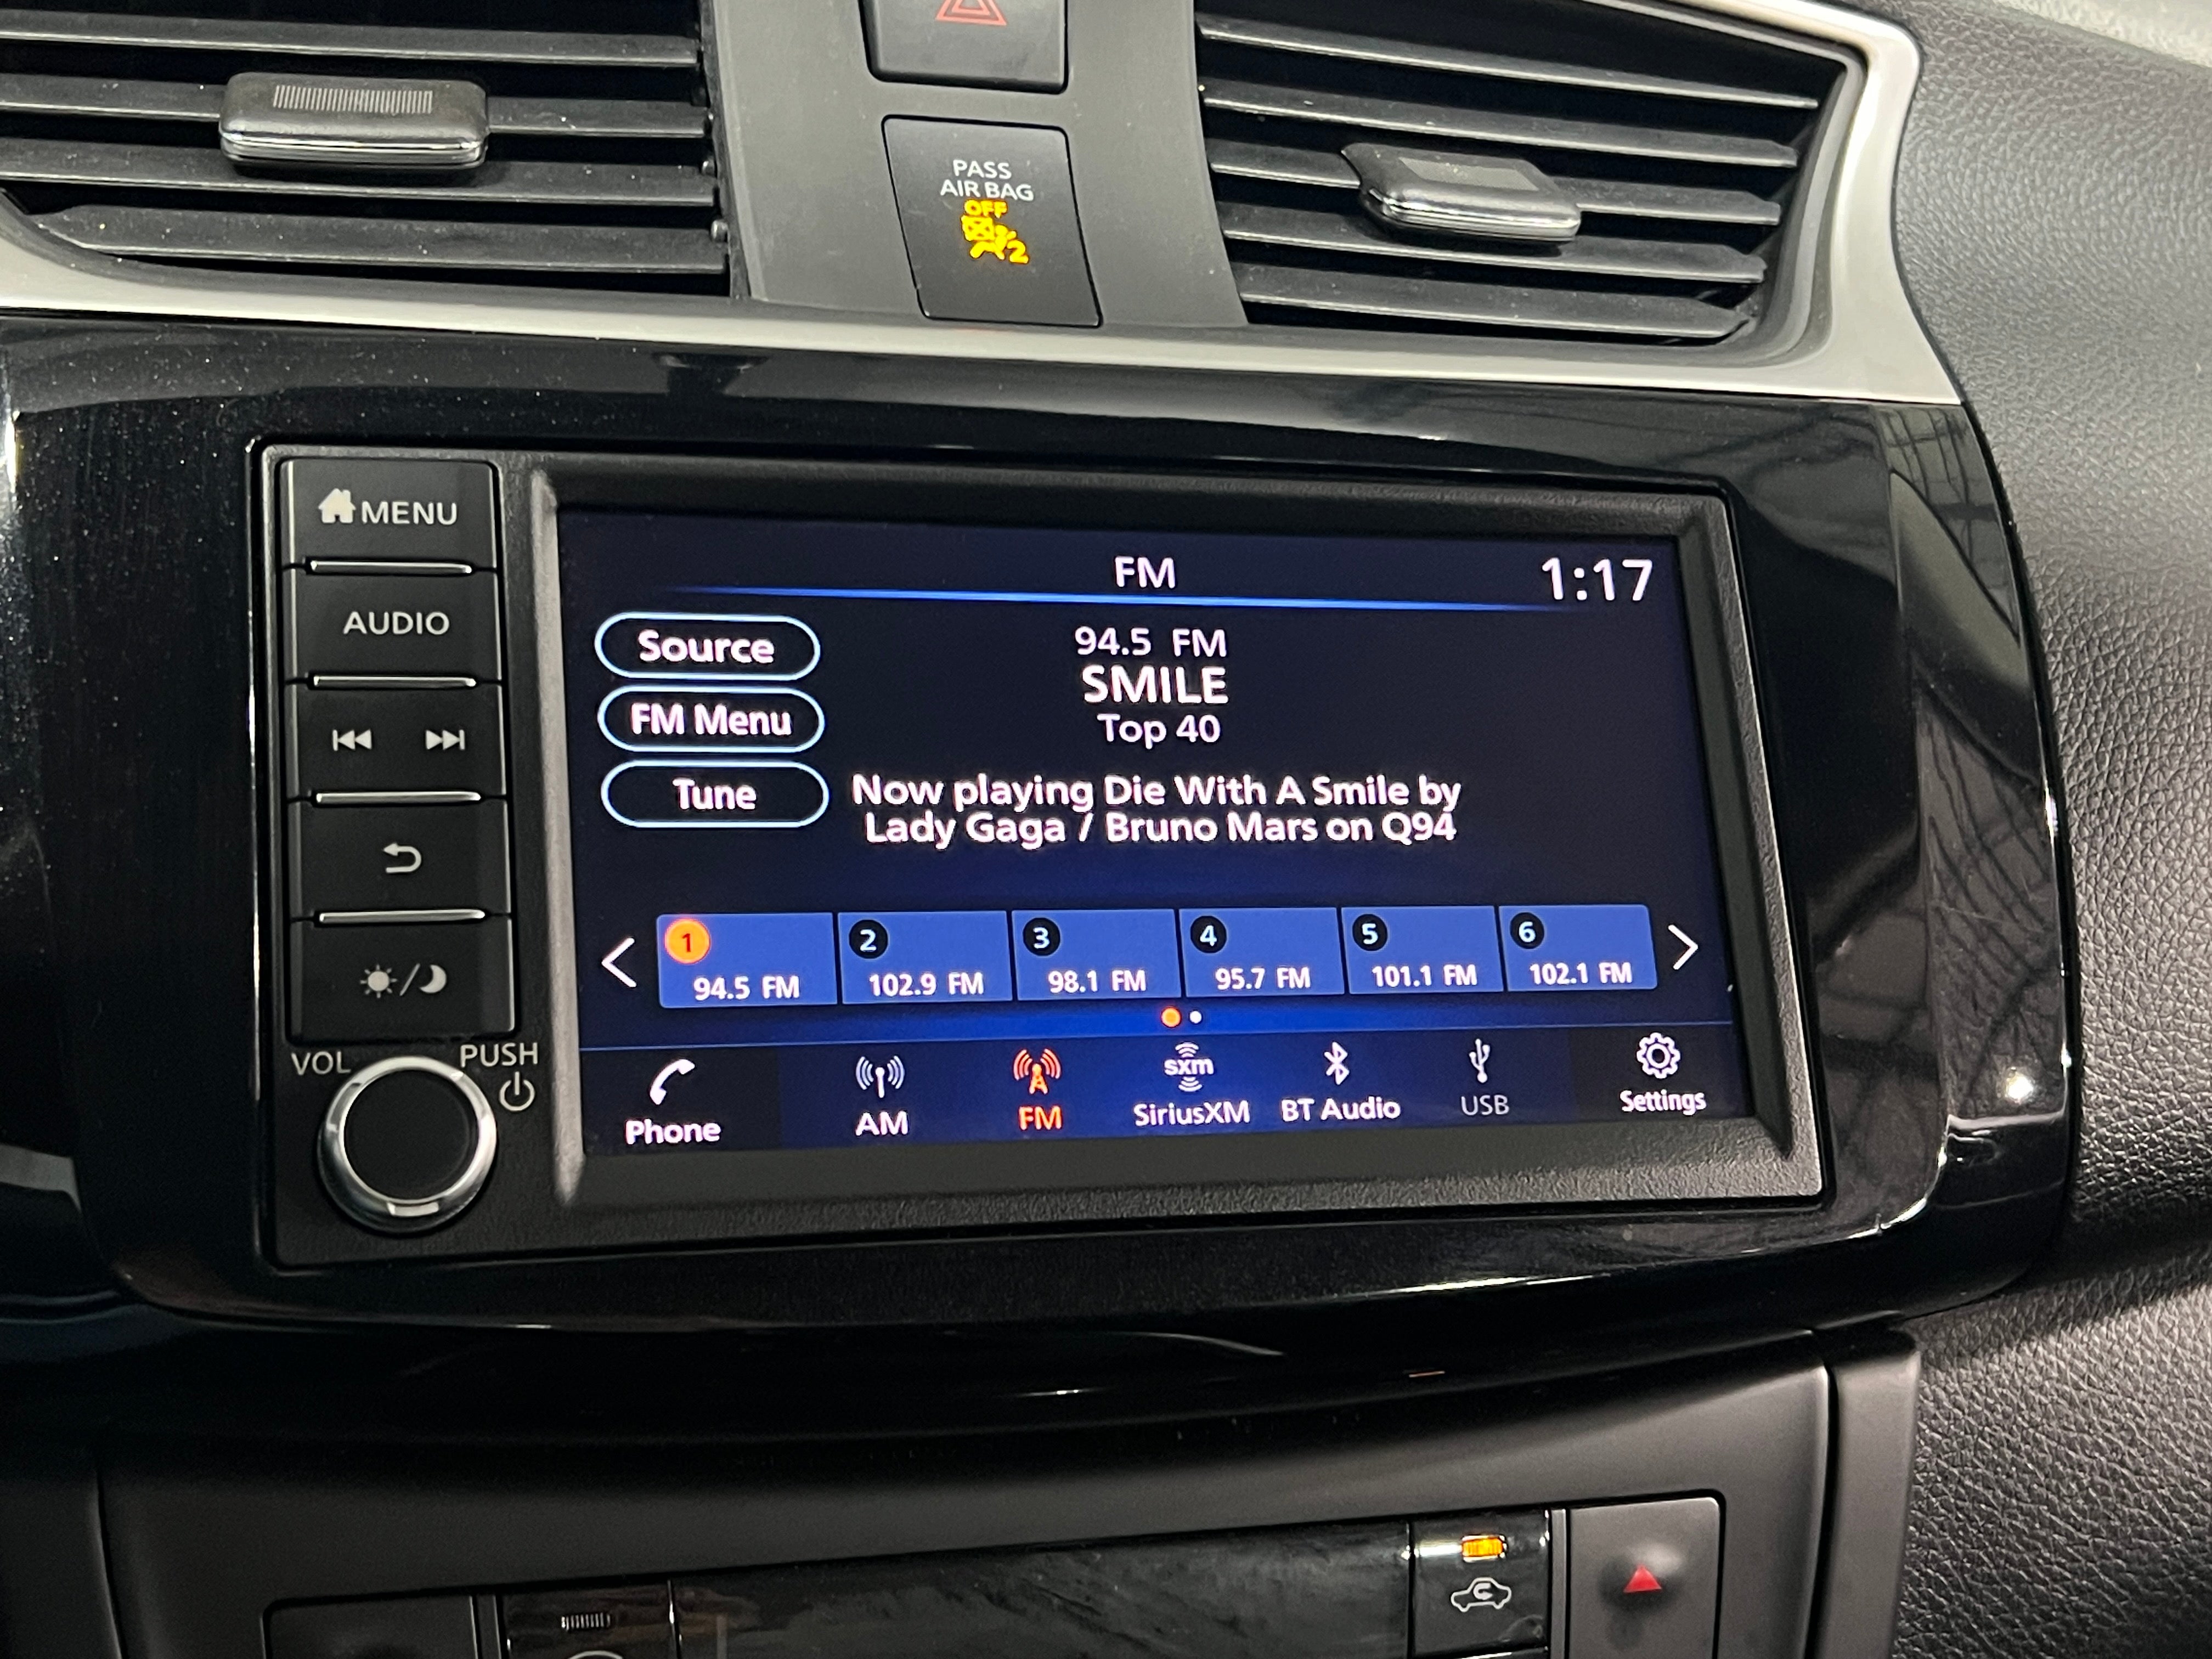 PASS
AIR BAG
OFF
2
MENU
AUDIO
VOL
PUSH
FM
1:17
Source
FM Menu
Tune
94.5 FM
SMILE
Top 40
Now playing Die With A Smile by
Lady Gaga / Bruno Mars on Q94
1 2 3 4 5 6
94.5 FM 102.9 FM 98.1 FM 95.7 FM 101.1 FM 102.1 FM
sxm
Phone AM FM SiriusXM BT Audio USB Settings